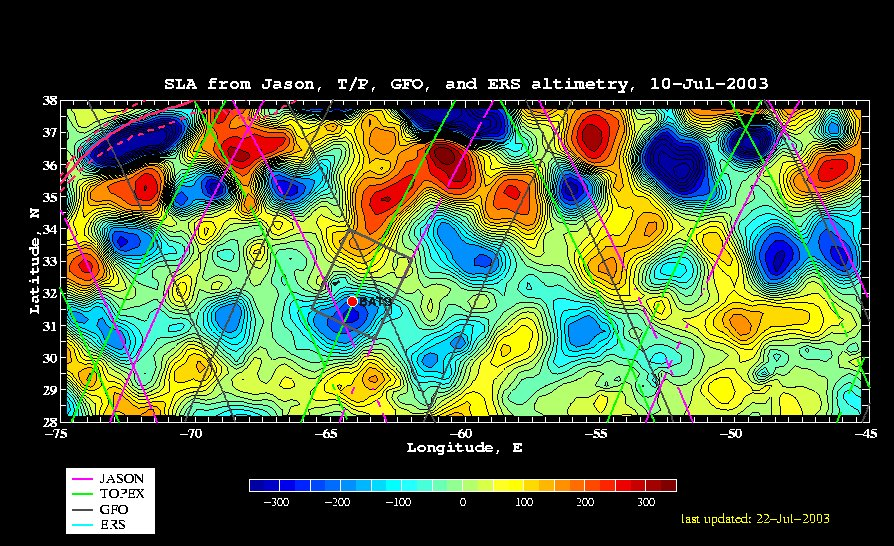 SLA from Jason, T/P, GFO, and ERS altimetry, 10-Jul-2003
38
37
36
35
34
33
32
31
30
29
28
Latitude, N
BATS
-75 -70 -65 -60 -55 -50 -45
Longitude, E
JASON
TOPEX
GFO
ERS
-300 -200 -100 0 100 200 300
last updated: 22-Jul-2003